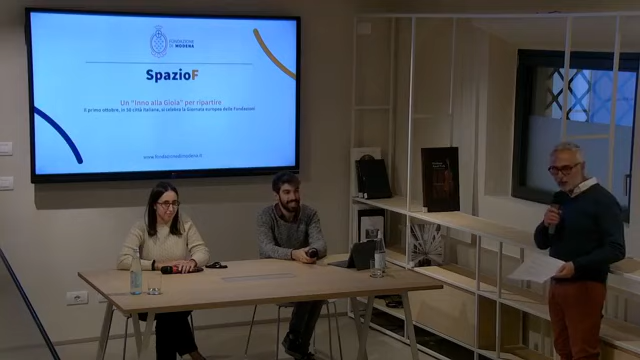 FONDAZIONE
DI MODENA
SpazioF
Un "Inno alla Gioia" per ripartire
Il primo ottobre, in 58 città italiane, si celebra la Giornata europea delle Fondazioni
www.fondazionedimodena.it